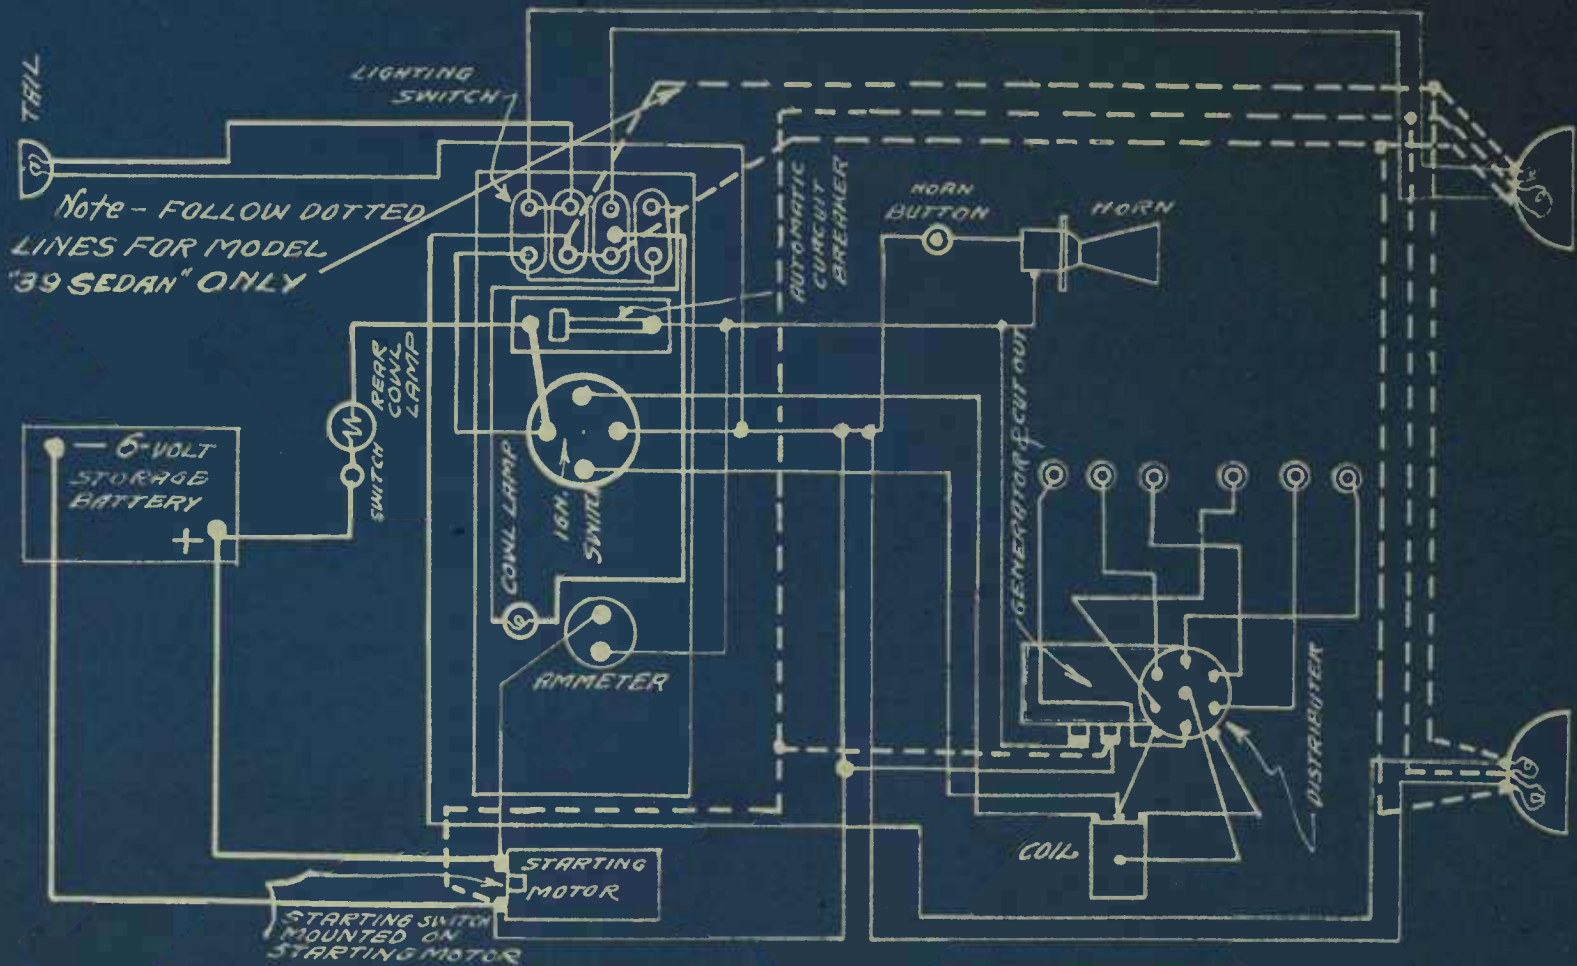 TAIL
LIGHTING
SWITCH
Note - FOLLOW DOTTED
LINES FOR MODEL
"39 SEDAN" ONLY
AUTOMATIC
CIRCUIT
BREAKER
HORN
BUTTON
HORN
REAR
COWL
LAMP
SWITCH
- 6-VOLT
STORAGE
BATTERY
+
COWL LAMP
IGN.
SWITCH
AMMETER
GENERATOR & CUT OUT
DISTRIBUTER
COIL
STARTING
MOTOR
STARTING SWITCH
MOUNTED ON
STARTING MOTOR